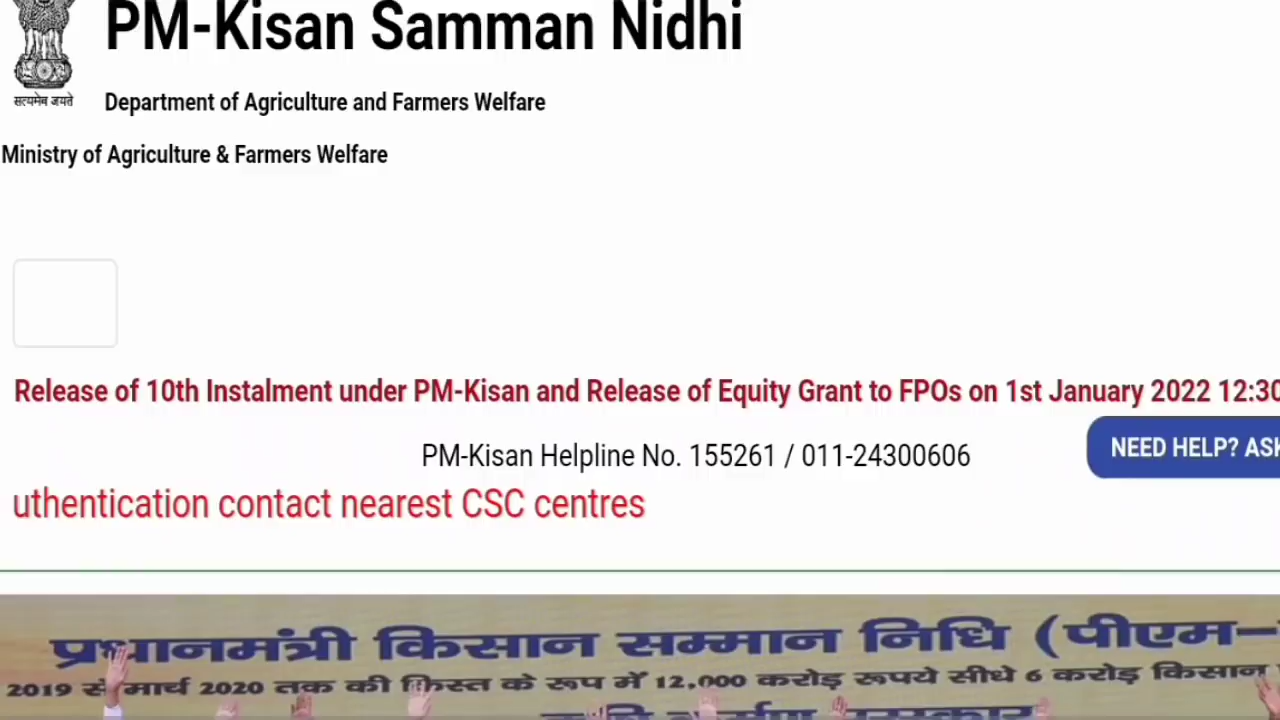 PM-Kisan Samman Nidhi
सत्यमेव जयते
Department of Agriculture and Farmers Welfare
Ministry of Agriculture & Farmers Welfare
Release of 10th Instalment under PM-Kisan and Release of Equity Grant to FPOs on 1st January 2022 12:30
PM-Kisan Helpline No. 155261 / 011-24300606
NEED HELP? ASK
uthentication contact nearest CSC centres
प्रधानमंत्री किसान सम्मान निधि (पीएम-
2019 से मार्च 2020 तक की किस्त के रूप में 12,000 करोड़ रूपये सीधे 6 करोड़ किसान